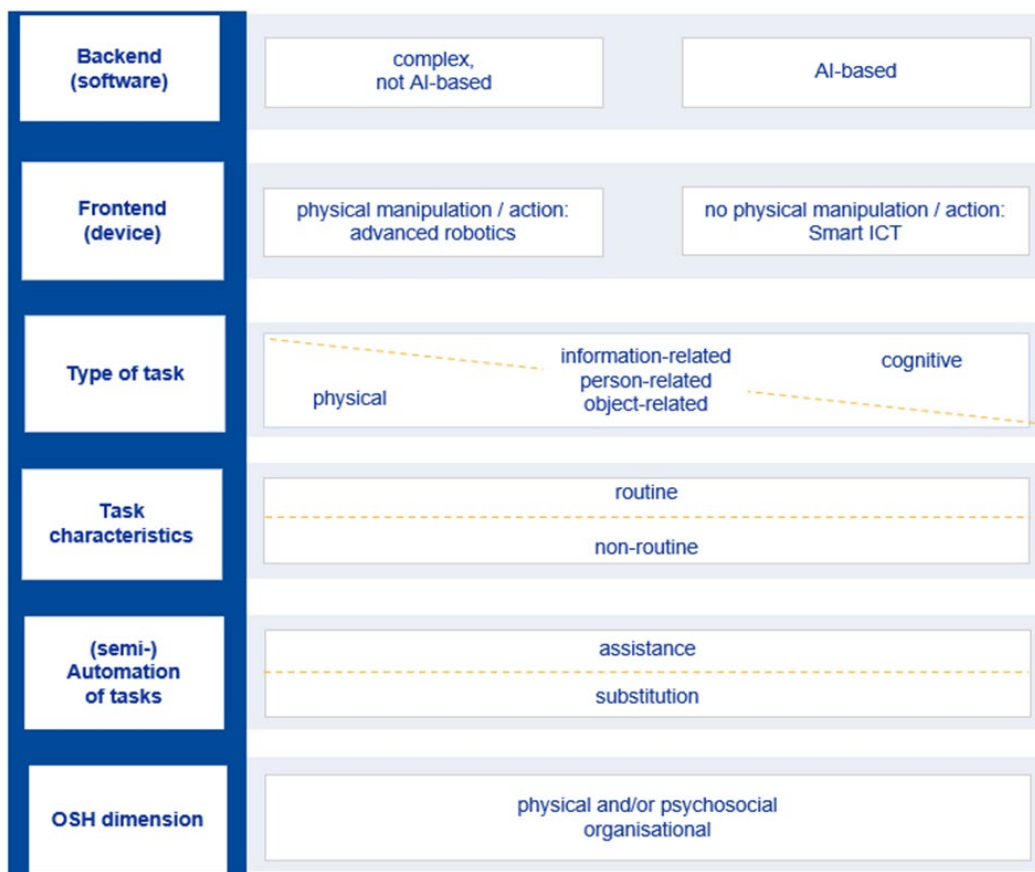 Backend
(software)
complex,
not AI-based
AI-based
Frontend
(device)
physical manipulation / action:
advanced robotics
no physical manipulation / action:
Smart ICT
Type of task
physical
information-related
person-related
object-related
cognitive
Task
characteristics
routine
non-routine
(semi-)
Automation
of tasks
assistance
substitution
OSH dimension
physical and/or psychosocial
organisational